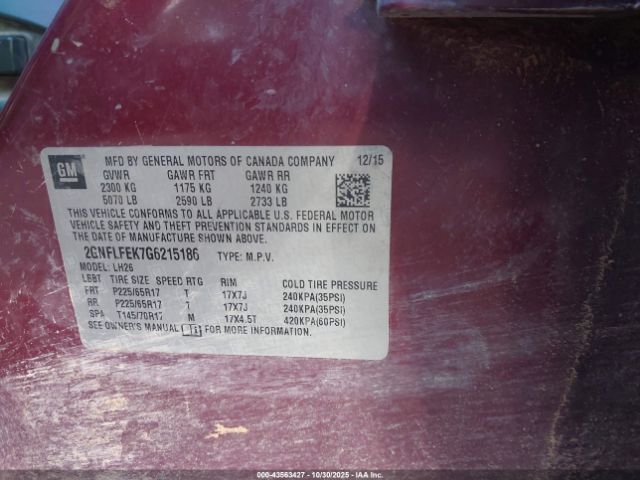 GM
MFD BY GENERAL MOTORS OF CANADA COMPANY 12/15
GVWR GAWR FRT GAWR RR
2300 KG 1175 KG 1240 KG
5070 LB 2590 LB 2733 LB
THIS VEHICLE CONFORMS TO ALL APPLICABLE U.S. FEDERAL MOTOR
VEHICLE SAFETY AND THEFT PREVENTION STANDARDS IN EFFECT ON
THE DATE OF MANUFACTURE SHOWN ABOVE.
2GNFLFEK7G6215186 TYPE: M.P.V.
MODEL: LH26
LBBT TIRE SIZE SPEED RTG RIM COLD TIRE PRESSURE
FRT P225/65R17 T 17X7J 240KPA(35PSI)
RR P225/65R17 T 17X7J 240KPA(35PSI)
SPA T145/70R17 M 17X4.5T 420KPA(60PSI)
SEE OWNER'S MANUAL
000-43563427 10/30/2025 IAA